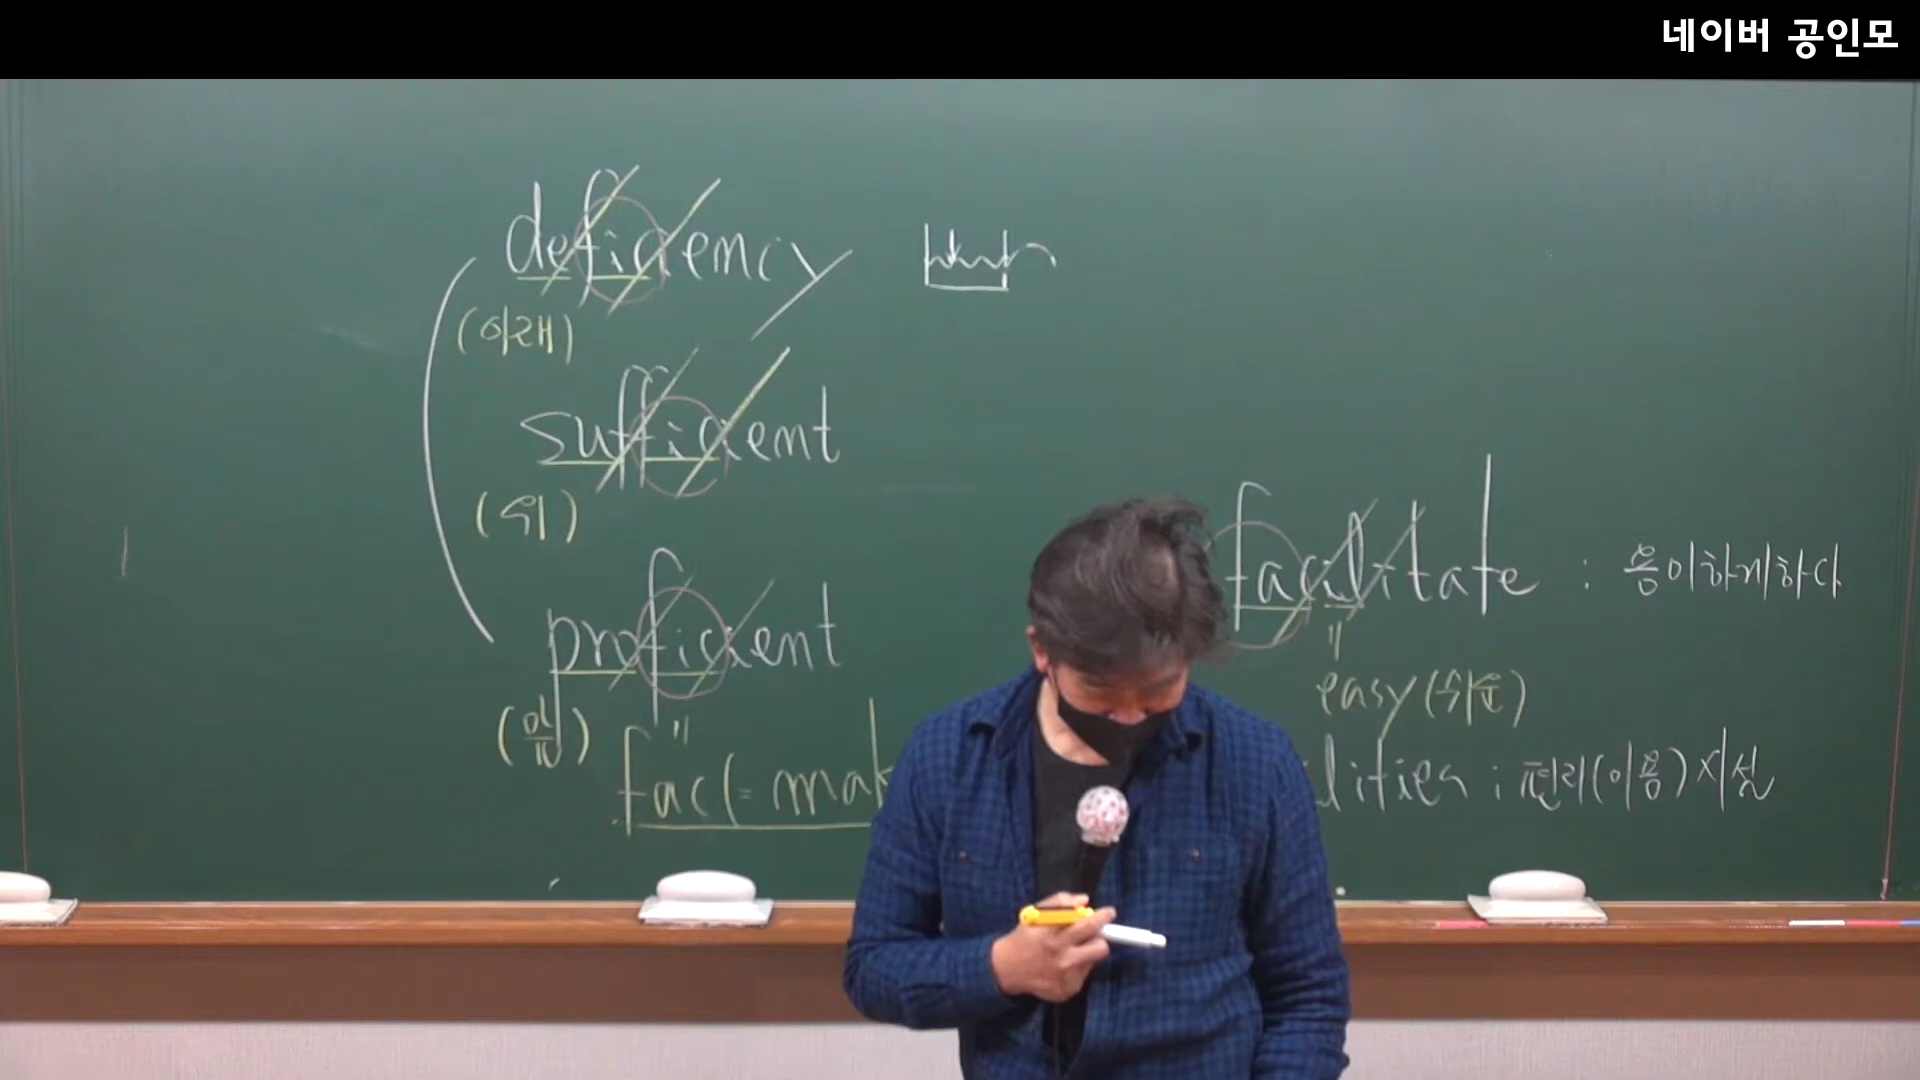 네이버 공인모
deficiency
(아래)
sufficient
(위)
proficient
(앞)
fac(= mak
facilitate : 용이하게하다
easy(쉬운)
ilities : 편리(이용)시설